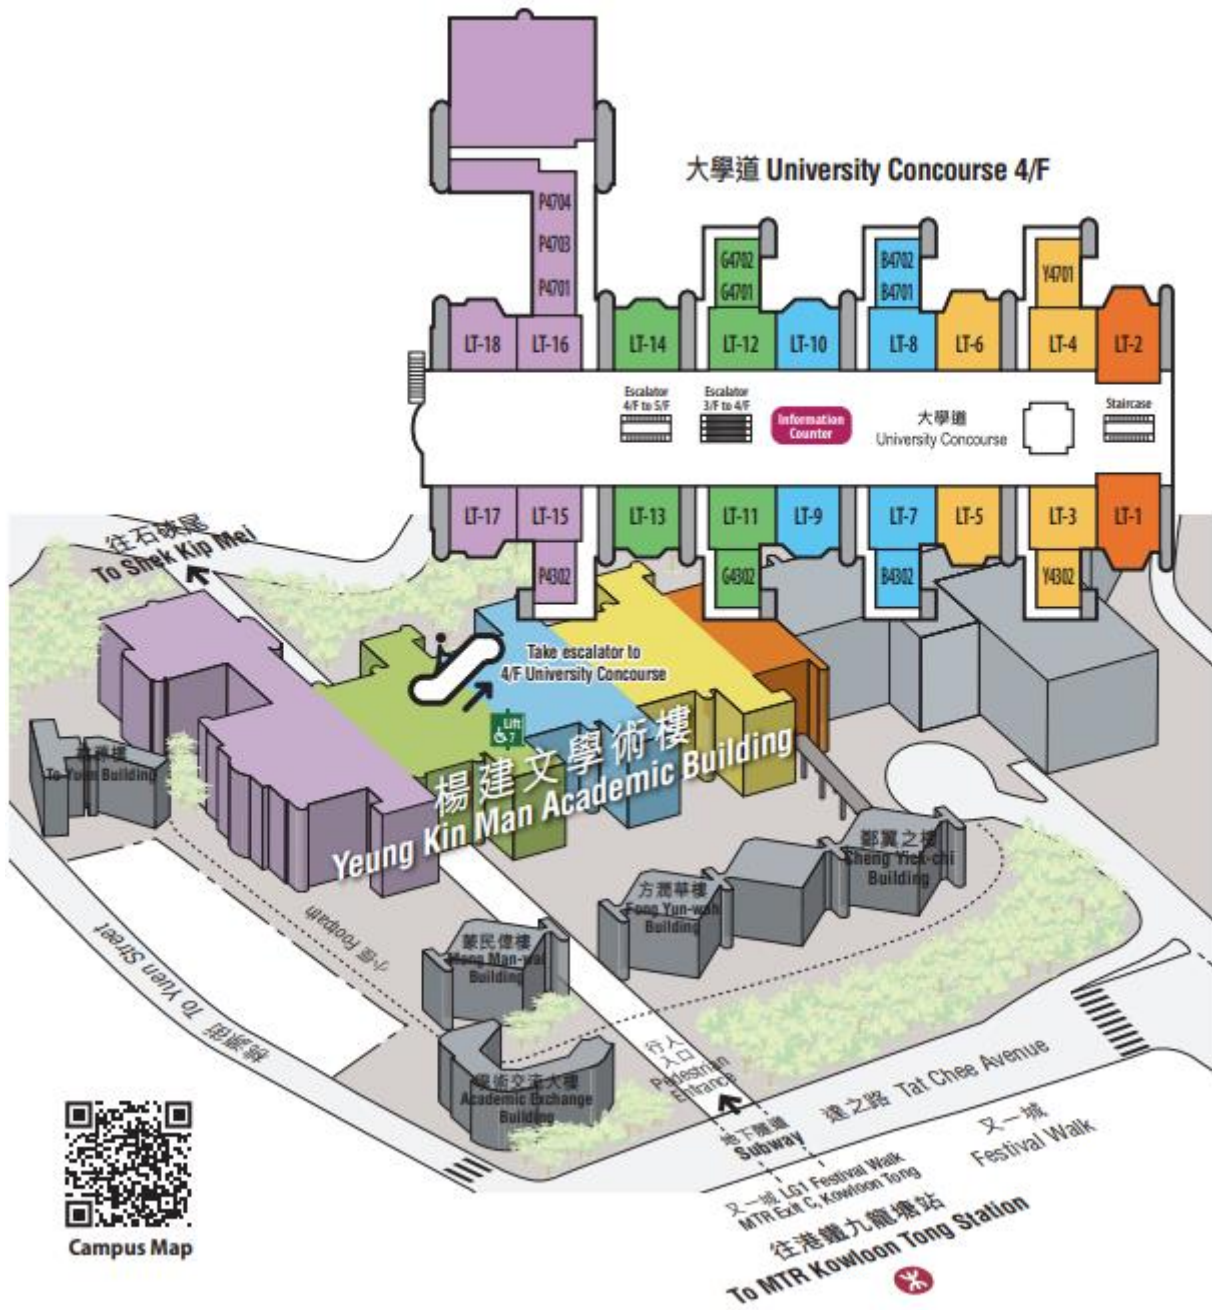 大學道 University Concourse 4/F
P4704
P4703
P4701
G4702
G4701
B4702
B4701
Y4701
LT-18
LT-16
LT-14
LT-12
LT-10
LT-8
LT-6
LT-4
LT-2
Escalator
4/F to 5/F
Escalator
3/F to 4/F
Information
Counter
大學道
University Concourse
Staircase
LT-17
LT-15
LT-13
LT-11
LT-9
LT-7
LT-5
LT-3
LT-1
P4302
G4302
B4302
Y4302
往石硤尾
To Shek Kip Mei
Take escalator to
4/F University Concourse
Lift
7
楊建文學術樓
Yeung Kin Man Academic Building
To Yuen Building
鄭翼之樓
Cheng Yick-chi
Building
方潤華樓
Fong Yun-wah
Building
蒙民偉樓
Mong Man-wai
Building
小徑 Footpath
桃源街 To Yuen Street
學術交流大樓
Academic Exchange
Building
行人
入口
Pedestrian
Entrance
地下隧道
Subway
達之路 Tat Chee Avenue
又一城
Festival Walk
又一城 LG1 Festival Walk
MTR Exit C, Kowloon Tong
往港鐵九龍塘站
To MTR Kowloon Tong Station
Campus Map